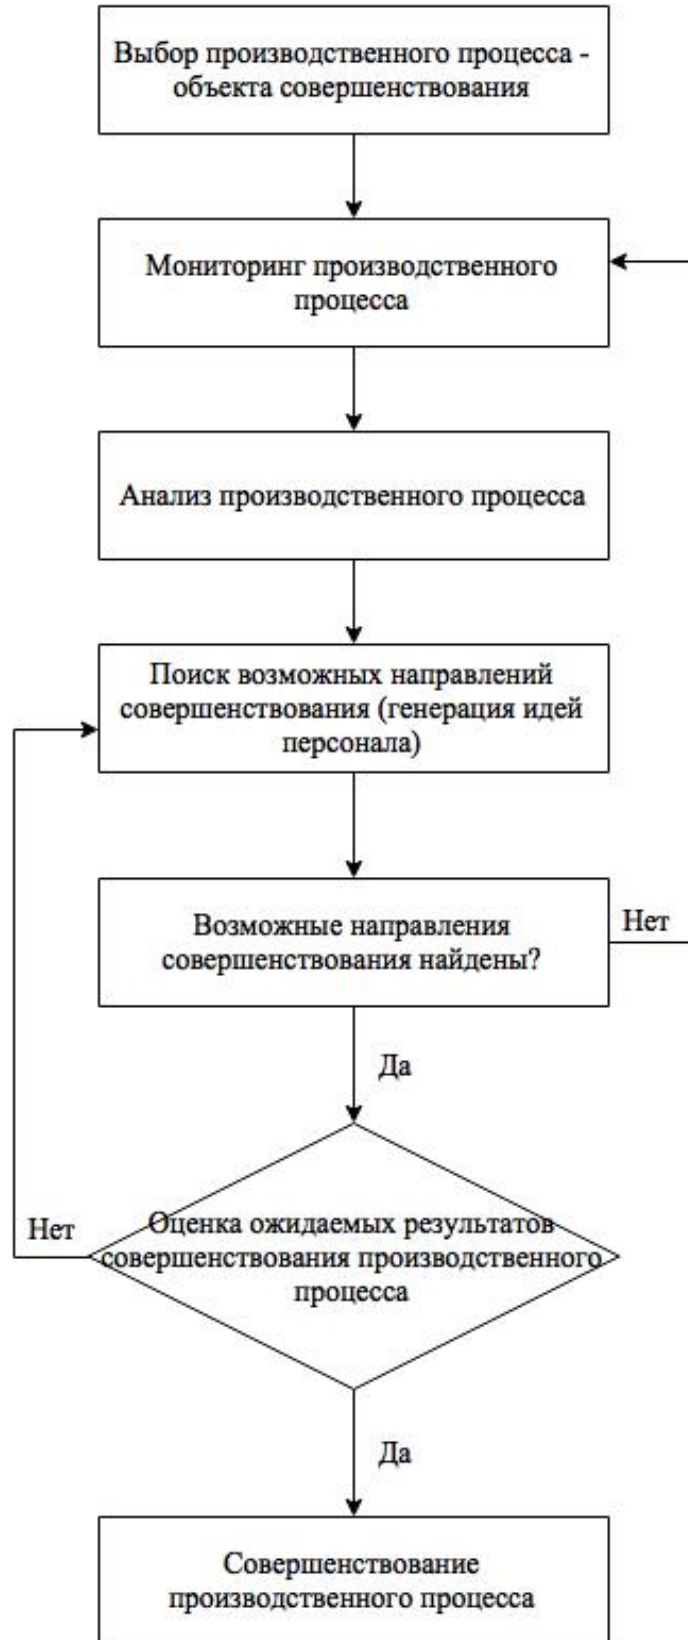 Выбор производственного процесса -
объекта совершенствования
Мониторинг производственного
процесса
Анализ производственного процесса
Поиск возможных направлений
совершенствования (генерация идей
персонала)
Возможные направления
совершенствования найдены?
Нет
Да
Нет
Оценка ожидаемых результатов
совершенствования производственного
процесса
Да
Совершенствование
производственного процесса